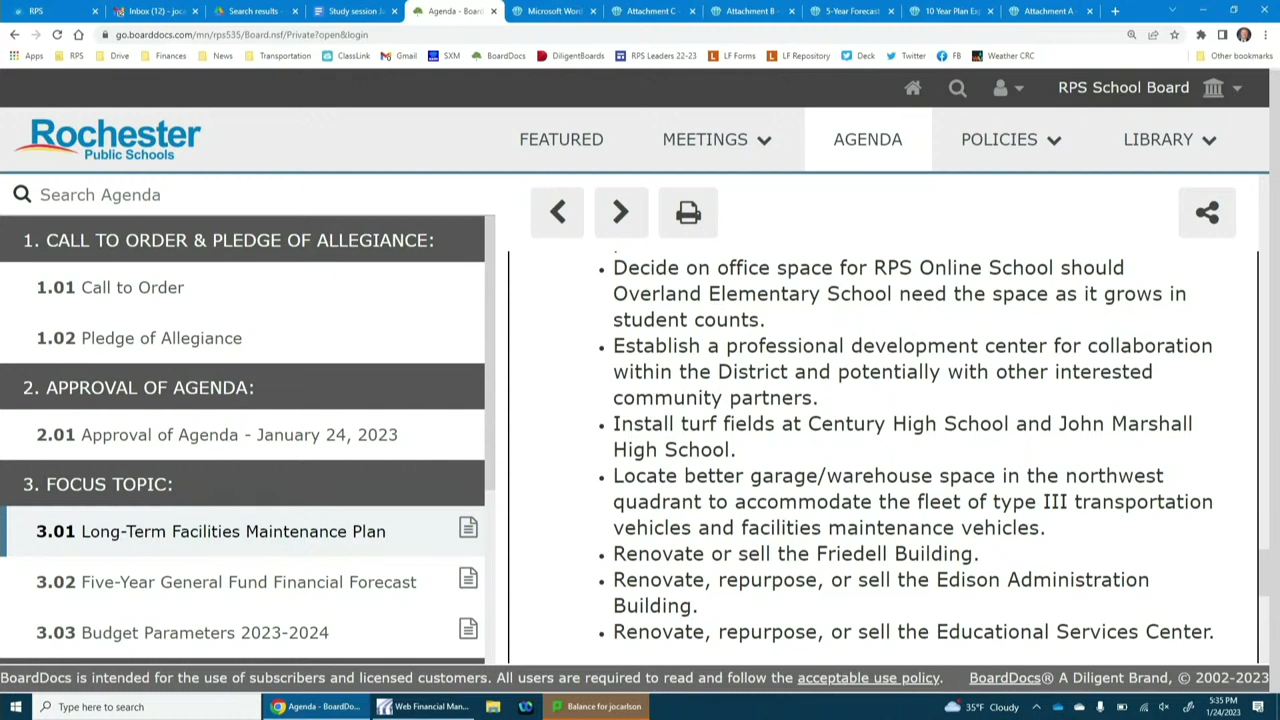 RPS
Inbox (12) - joca
Search results -
Study session
Agenda - Board
Microsoft Word
Attachment C -
Attachment B -
5-Year Forecast
10 Year Plan Ex
Attachment A -
go.boarddocs.com/mn/rps535/Board.nsf/Private?open&login
Apps RPS Drive Finances News Transportation ClassLink Gmail SXM BoardDocs DiligentBoards RPS Leaders 22-23 LF Forms LF Repository Deck Twitter FB Weather CRC Other bookmarks
RPS School Board
Rochester
Public Schools
FEATURED MEETINGS AGENDA POLICIES LIBRARY
Search Agenda
1. CALL TO ORDER & PLEDGE OF ALLEGIANCE:
1.01 Call to Order
1.02 Pledge of Allegiance
2. APPROVAL OF AGENDA:
2.01 Approval of Agenda - January 24, 2023
3. FOCUS TOPIC:
3.01 Long-Term Facilities Maintenance Plan
3.02 Five-Year General Fund Financial Forecast
3.03 Budget Parameters 2023-2024
• Decide on office space for RPS Online School should
Overland Elementary School need the space as it grows in
student counts.
• Establish a professional development center for collaboration
within the District and potentially with other interested
community partners.
• Install turf fields at Century High School and John Marshall
High School.
• Locate better garage/warehouse space in the northwest
quadrant to accommodate the fleet of type III transportation
vehicles and facilities maintenance vehicles.
• Renovate or sell the Friedell Building.
• Renovate, repurpose, or sell the Edison Administration
Building.
• Renovate, repurpose, or sell the Educational Services Center.
BoardDocs is intended for the use of subscribers and licensed customers. All users are required to read and follow the acceptable use policy. BoardDocs® A Diligent Brand, © 2002-2023
Type here to search
Agenda - BoardDo...
Web Financial Man...
Balance for jocarlson
35°F Cloudy
5:35 PM
1/24/2023